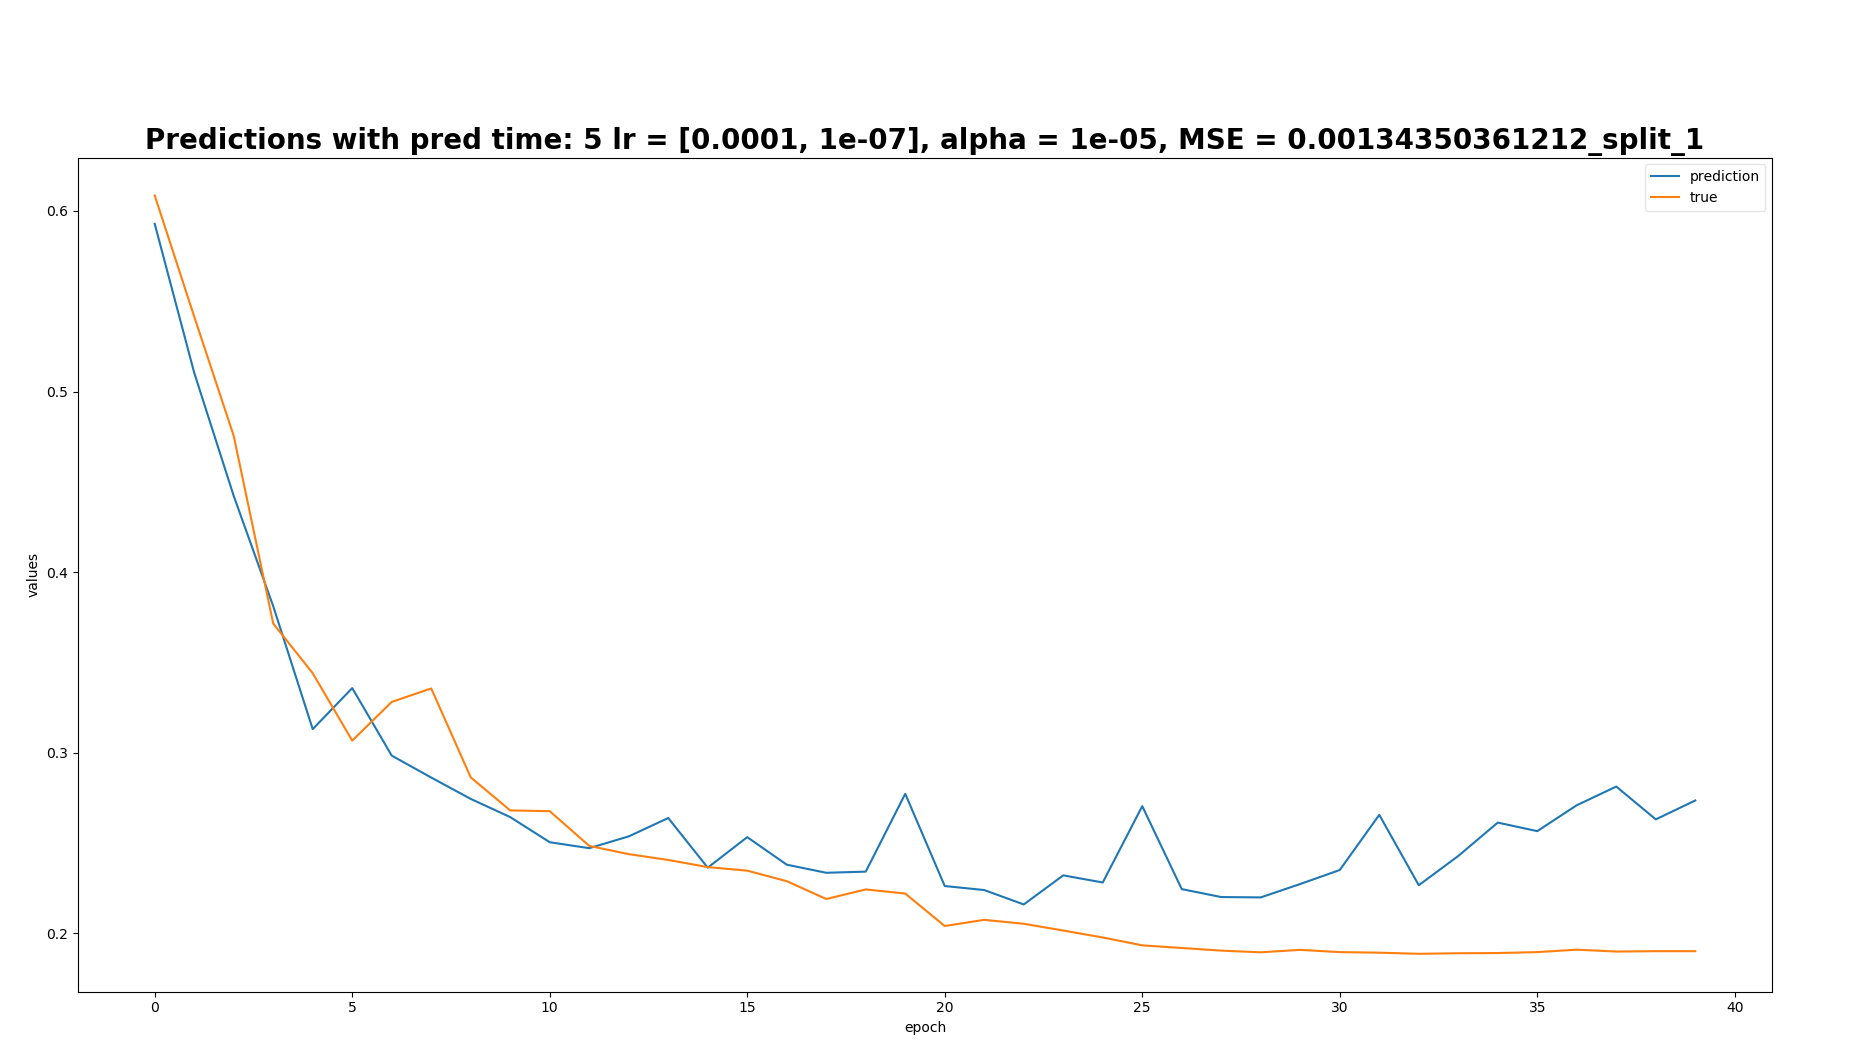 Predictions with pred time: 5 lr = [0.0001, 1e-07], alpha = 1e-05, MSE = 0.00134350361212_split_1
prediction
true
values
0.6
0.5
0.4
0.3
0.2
0 5 10 15 20 25 30 35 40
epoch